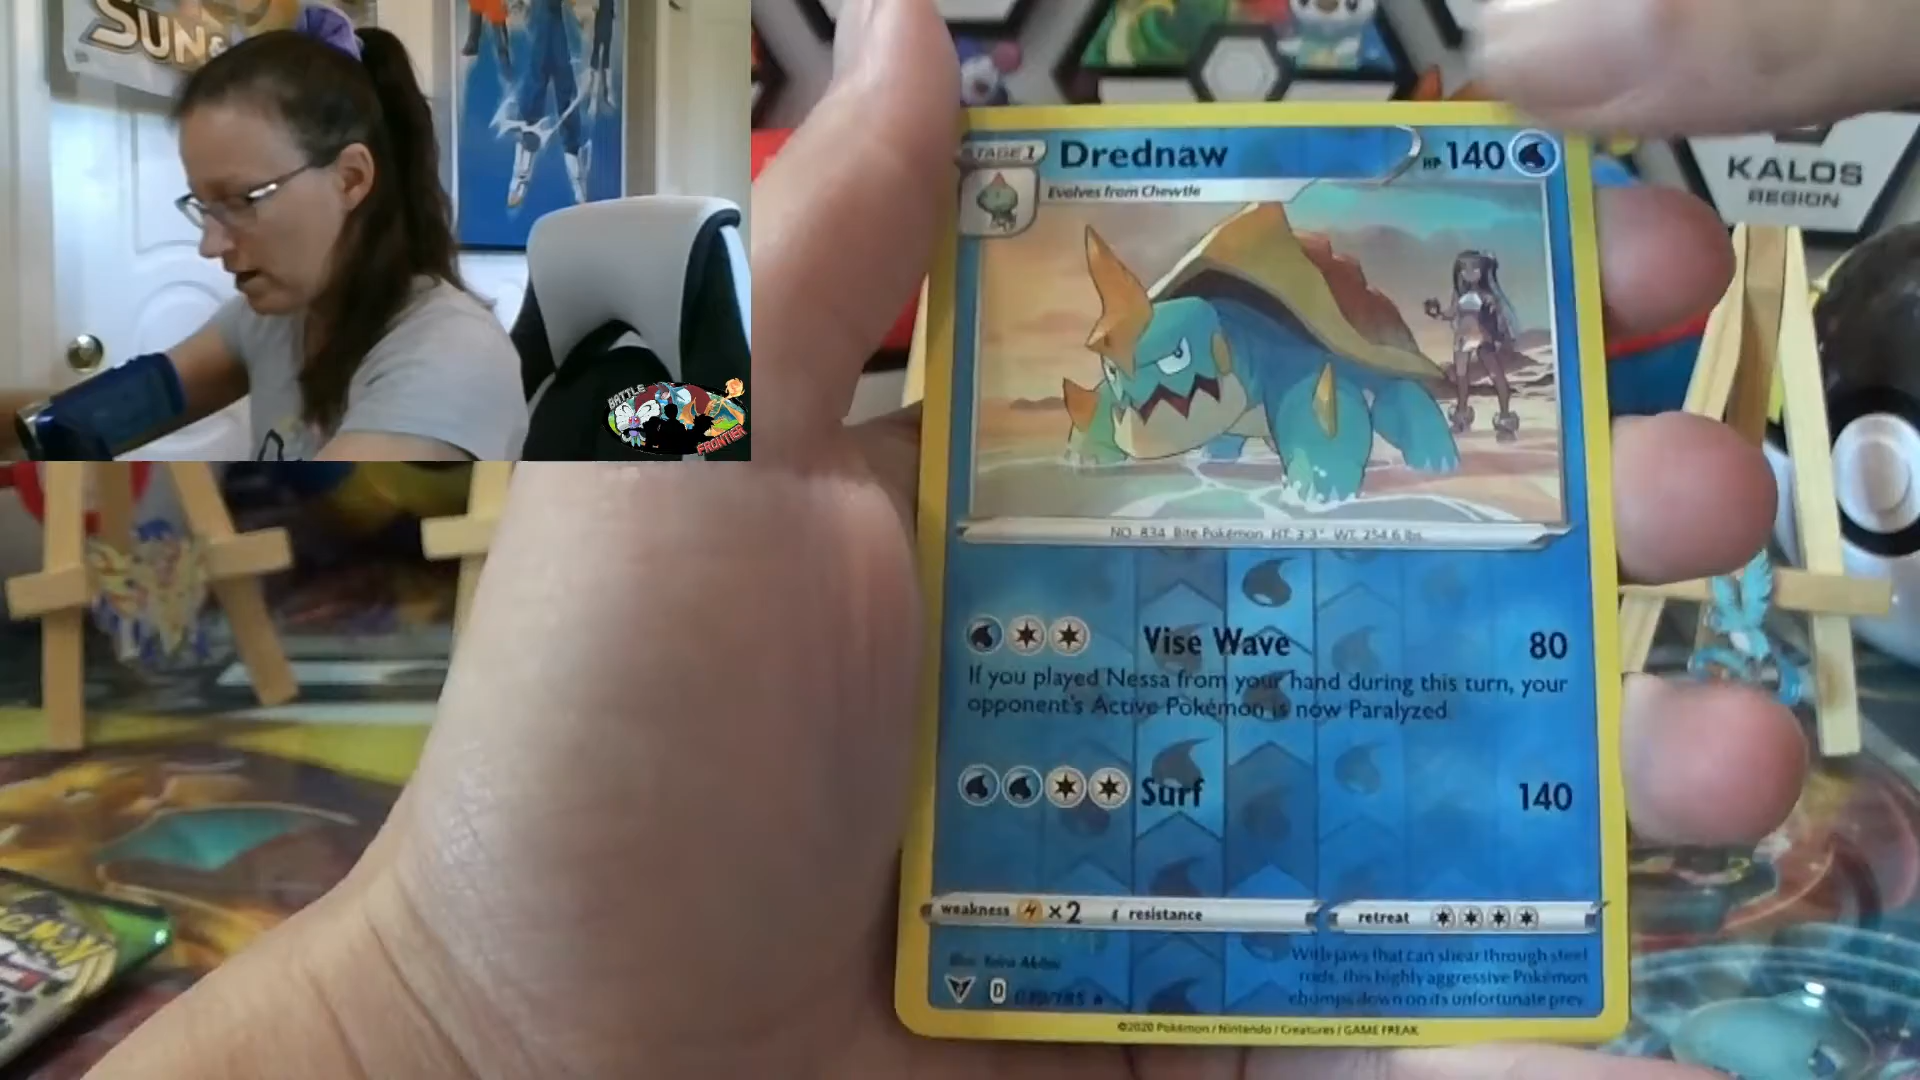 SUN&
BATTLE
FRONTIER
KALOS
REGION
STAGE 1
Drednaw
HP 140
Evolves from Chewtle
NO. 834 Bite Pokémon HT: 3'3" WT: 254.6 lbs.
Vise Wave 80
If you played Nessa from your hand during this turn, your
opponent's Active Pokémon is now Paralyzed.
Surf 140
weakness ×2 resistance retreat
With jaws that can shear through steel
rods, this highly aggressive Pokémon
chomps down on its unfortunate prey.
D
©2020 Pokémon / Nintendo / Creatures / GAME FREAK